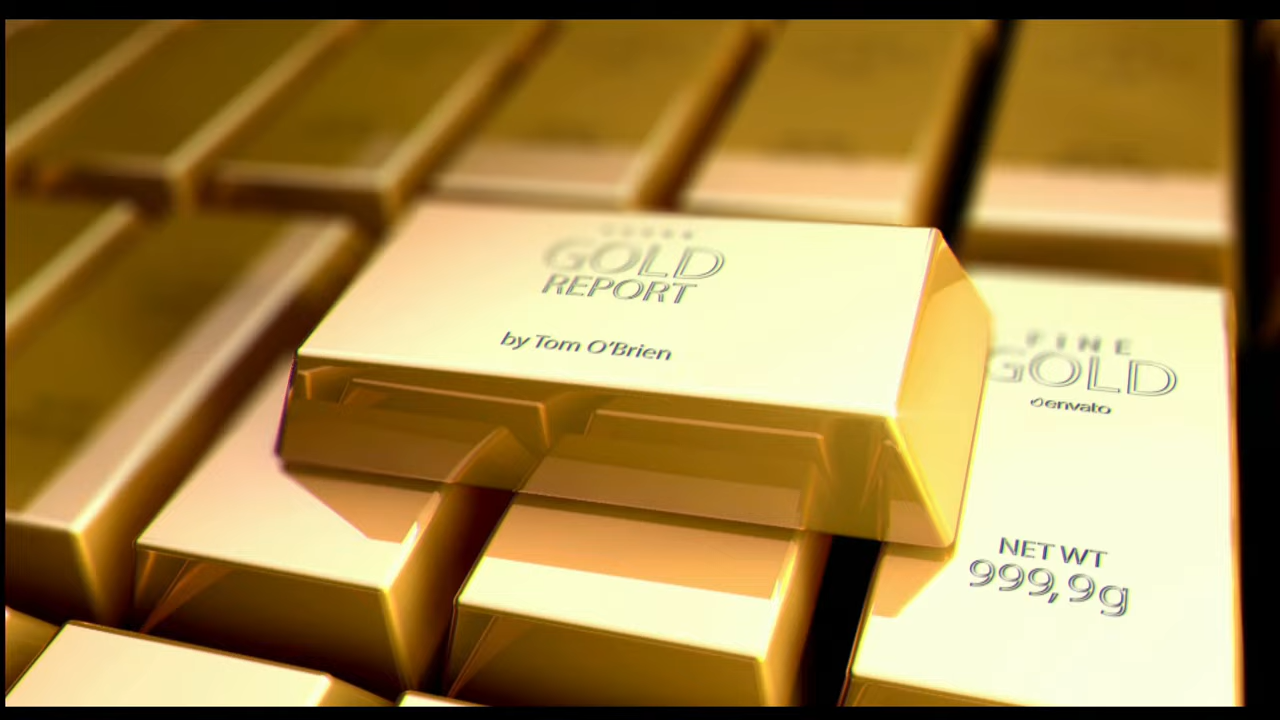 GOLD
REPORT
by Tom O'Brien
FINE
GOLD
envato
NET WT
999,9g